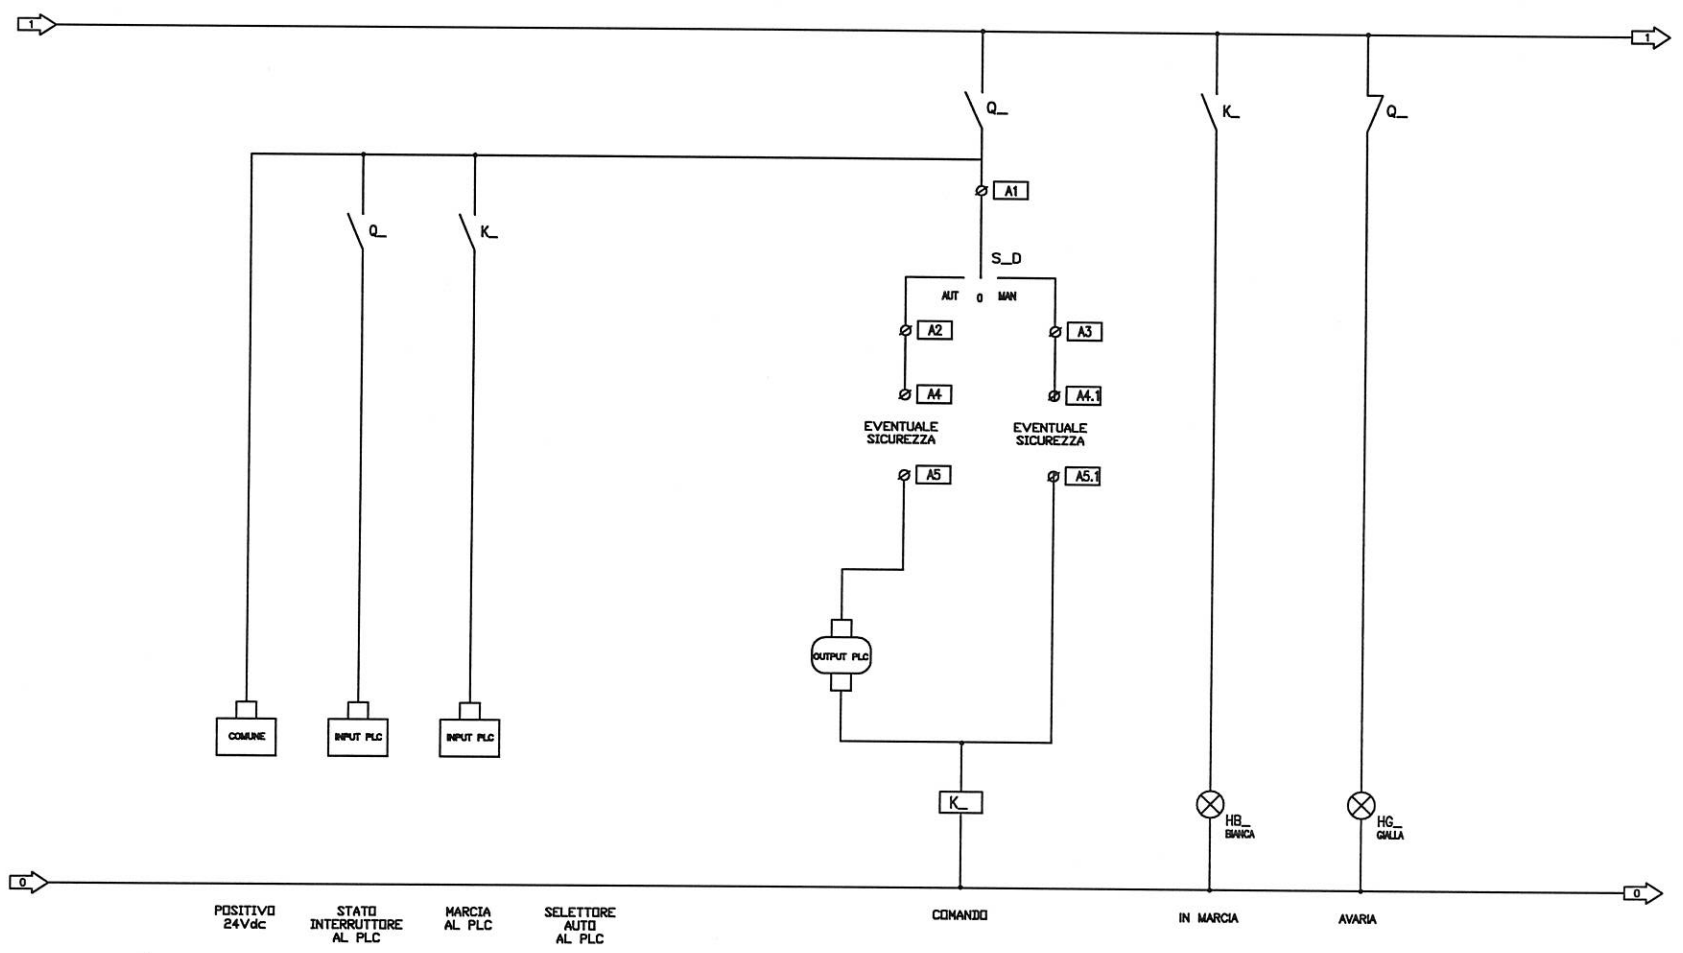 1
1
Q_
K_
Q_
A1
Q_
K_
S_D
AUT 0 MAN
A2
A3
A4
A4.1
EVENTUALE
SICUREZZA
EVENTUALE
SICUREZZA
A5
A5.1
OUTPUT PLC
COMUNE
INPUT PLC
INPUT PLC
K_
HB_
BIANCA
HG_
GIALLA
0
0
POSITIVO
24Vdc
STATO
INTERRUTTORE
AL PLC
MARCIA
AL PLC
SELETTORE
AUTO
AL PLC
COMANDO
IN MARCIA
AVARIA